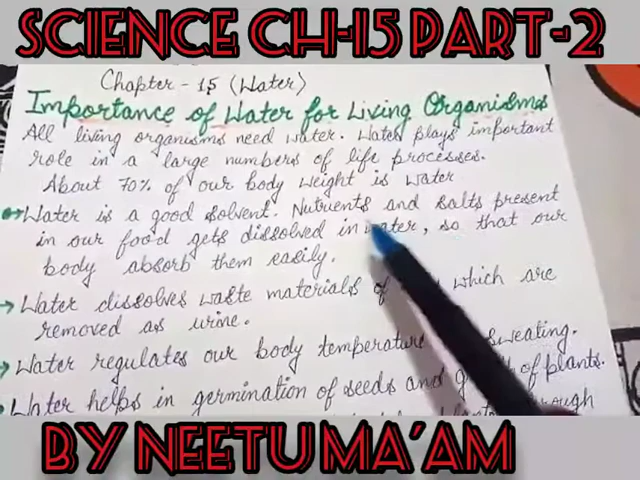 SCIENCE CH-15 PART-2
Chapter - 15 (Water)
Importance of Water for Living Organisms
All living organisms need water. Water plays important
role in a large numbers of life processes.
About 70% of our body weight is water
Water is a good solvent. Nutrients and salts present
in our food gets dissolved in water, so that our
body absorb them easily.
Water dissolves waste materials of which are
removed as urine.
Water regulates our body temperature sweating.
Water helps in germination of seeds and of plants.
through
BY NEETU MA'AM